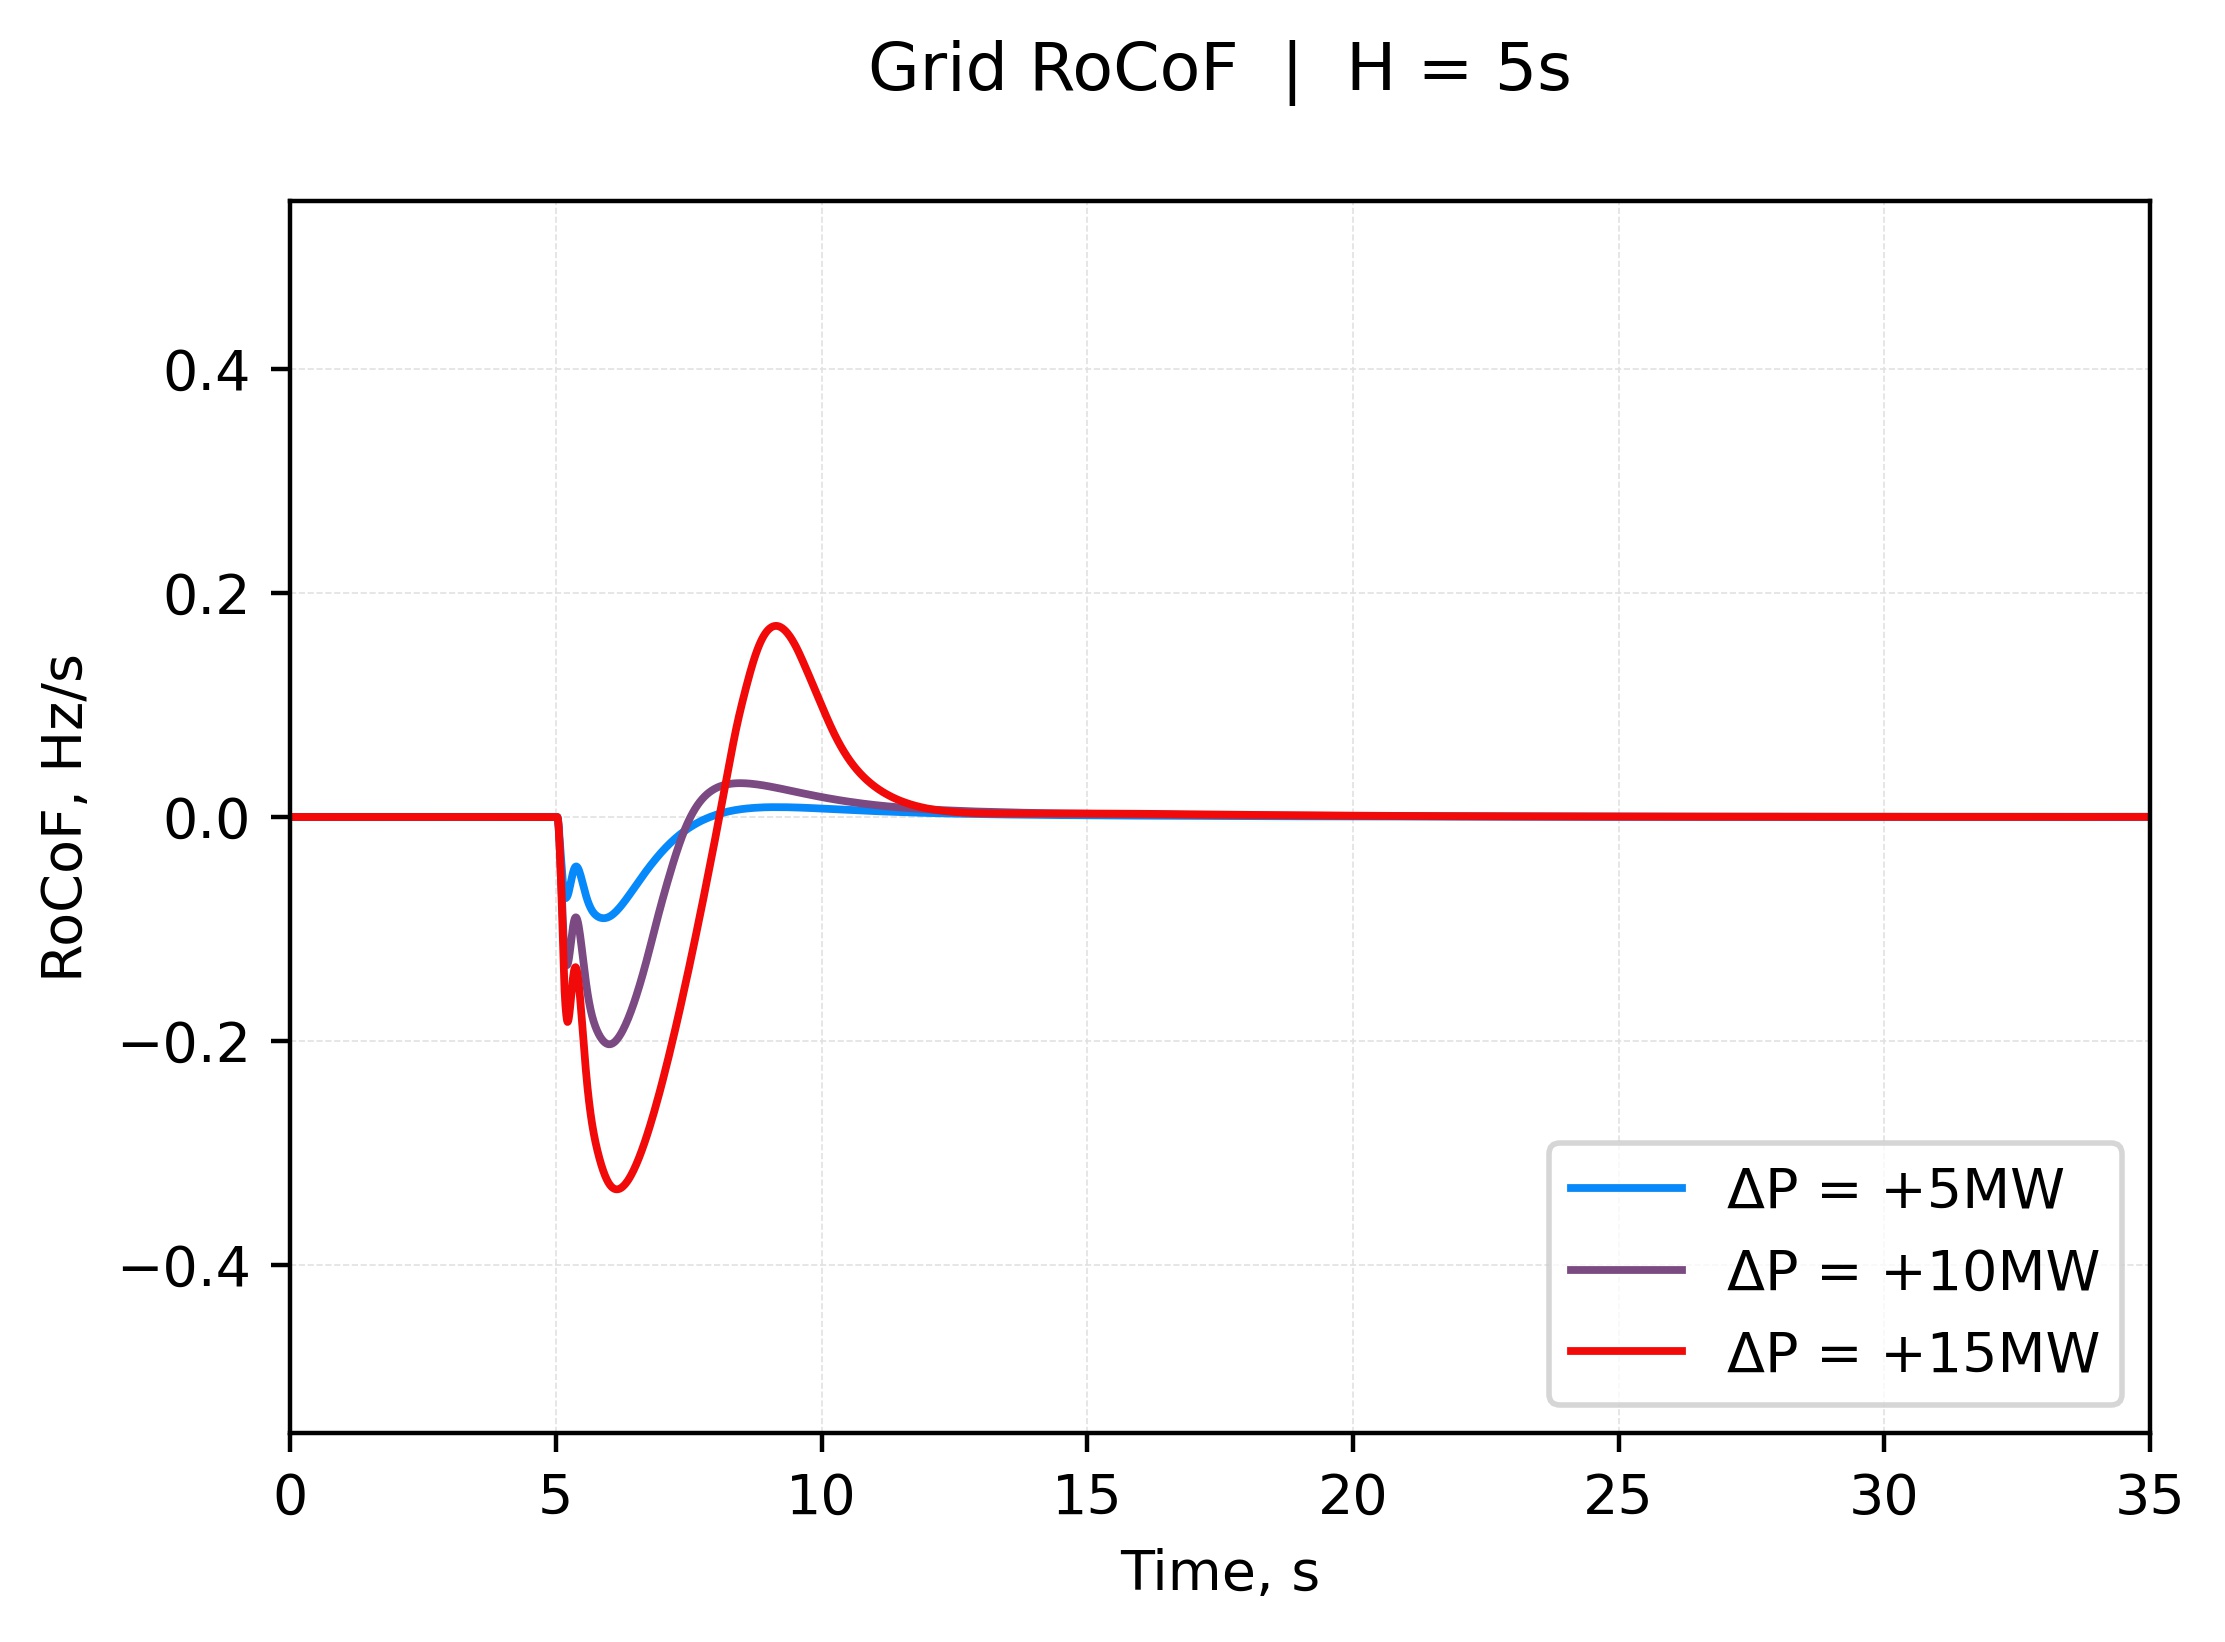 Grid RoCoF | H = 5s
RoCoF, Hz/s
0.4
0.2
0.0
−0.2
−0.4
ΔP = +5MW
ΔP = +10MW
ΔP = +15MW
0 5 10 15 20 25 30 35
Time, s